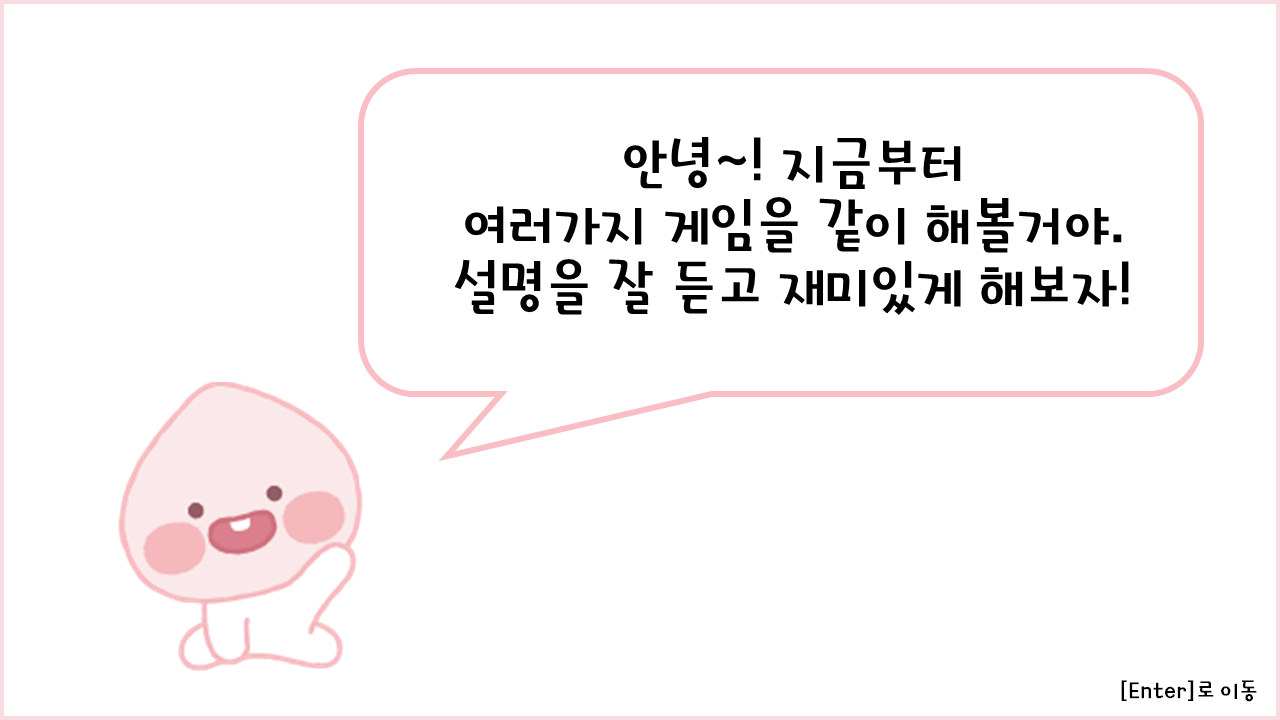 안녕~! 지금부터
여러가지 게임을 같이 해볼거야.
설명을 잘 듣고 재미있게 해보자!
[Enter]로 이동